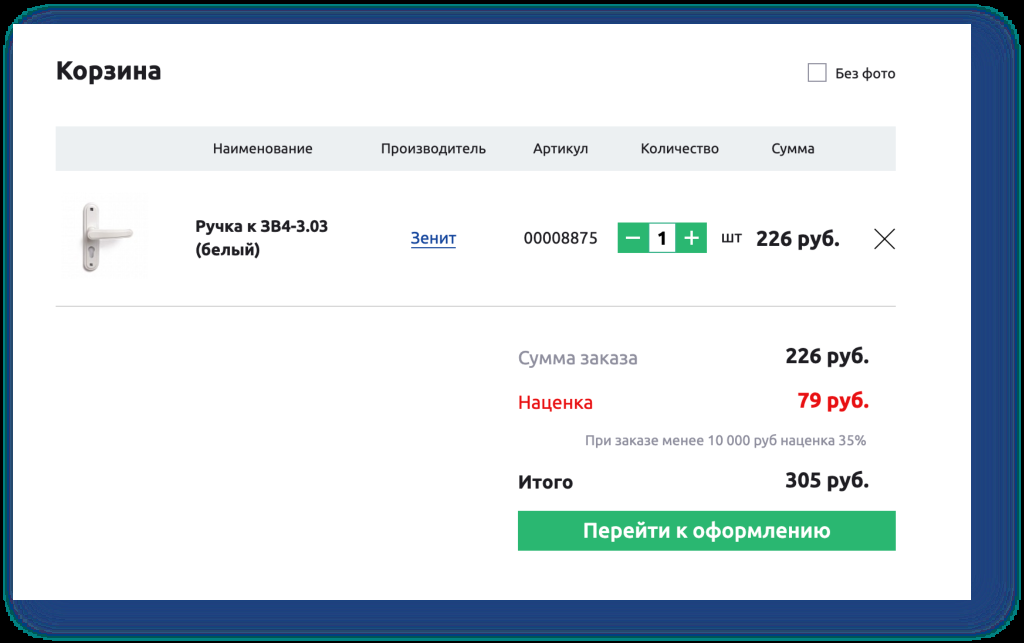 Корзина
Без фото
Наименование Производитель Артикул Количество Сумма
Ручка к ЗВ4-3.03
(белый)
Зенит 00008875 − 1 + шт 226 руб.
Сумма заказа 226 руб.
Наценка 79 руб.
При заказе менее 10 000 руб наценка 35%
Итого 305 руб.
Перейти к оформлению